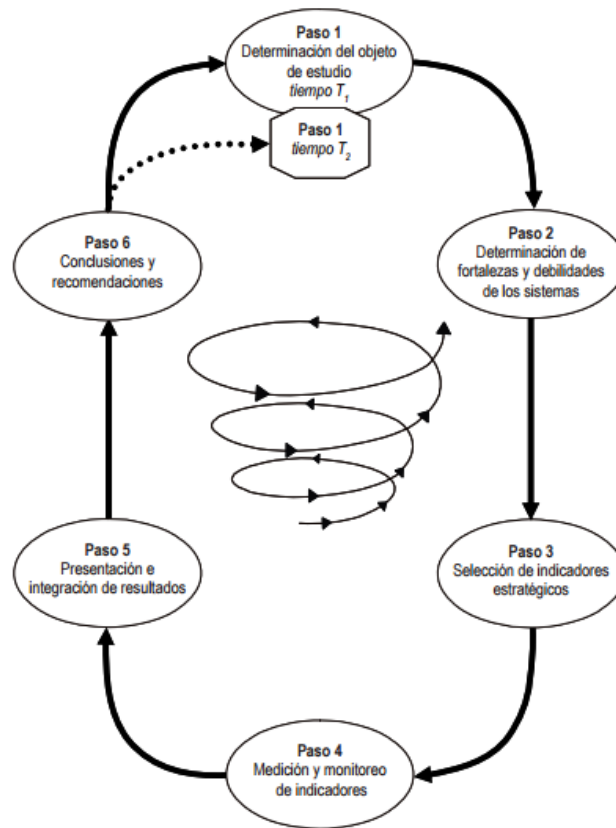 Paso 1
Determinación del objeto
de estudio
tiempo T1
Paso 1
tiempo T2
Paso 2
Determinación de
fortalezas y debilidades
de los sistemas
Paso 3
Selección de indicadores
estratégicos
Paso 4
Medición y monitoreo
de indicadores
Paso 5
Presentación e
integración de resultados
Paso 6
Conclusiones y
recomendaciones